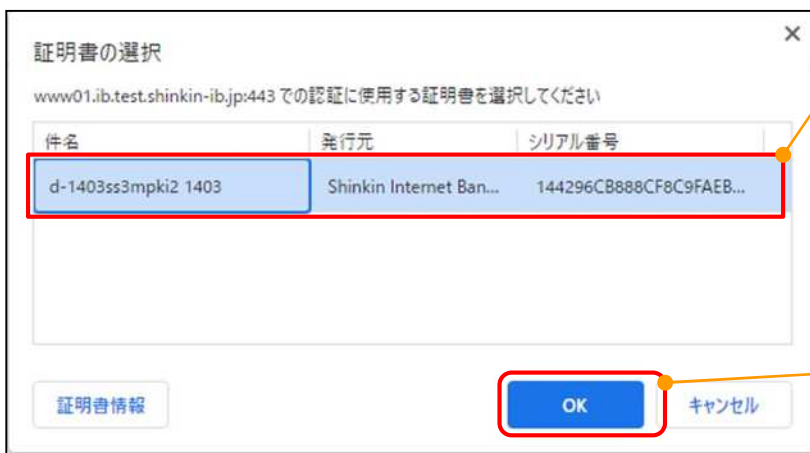 証明書の選択
www01.ib.test.shinkin-ib.jp:443 での認証に使用する証明書を選択してください
件名 発行元 シリアル番号
d-1403ss3mpki2 1403 Shinkin Internet Ban... 144296CB888CF8C9FAEB...
証明書情報 OK キャンセル